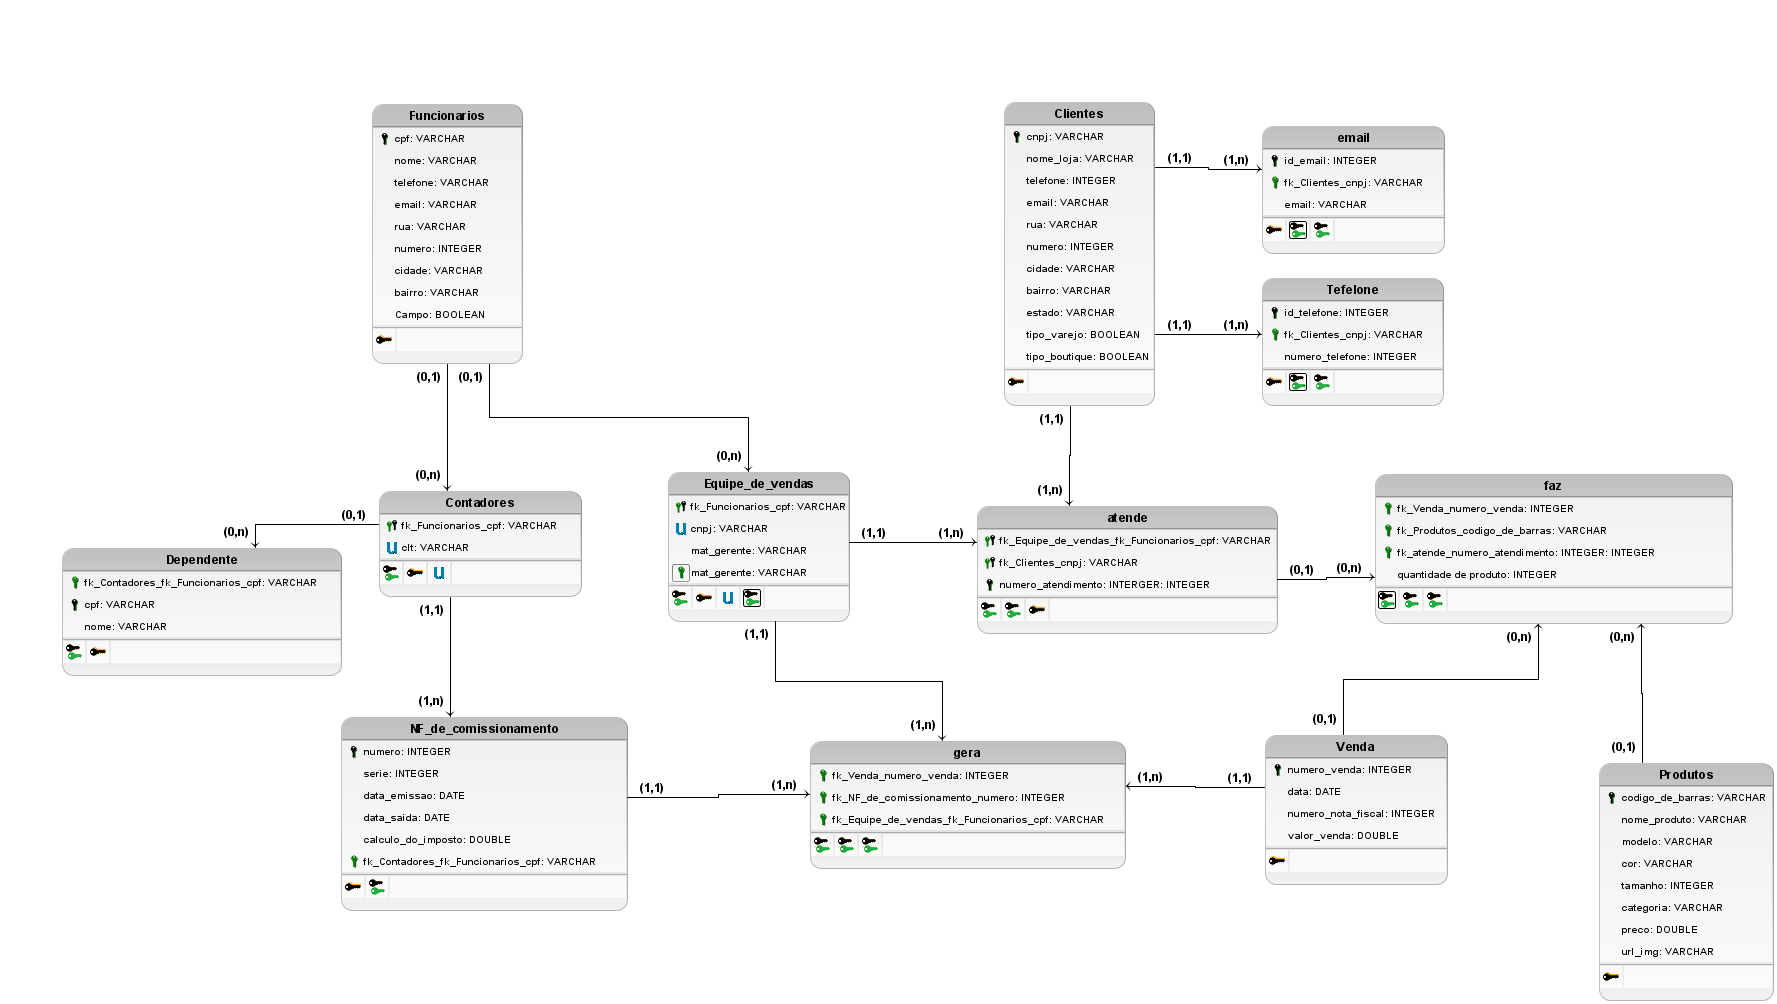 Funcionarios
cpf: VARCHAR
nome: VARCHAR
telefone: VARCHAR
email: VARCHAR
rua: VARCHAR
numero: INTEGER
cidade: VARCHAR
bairro: VARCHAR
Campo: BOOLEAN
(0,1)
(0,1)
(0,n)
(0,n)
Clientes
cnpj: VARCHAR
nome_loja: VARCHAR
telefone: INTEGER
email: VARCHAR
rua: VARCHAR
numero: INTEGER
cidade: VARCHAR
bairro: VARCHAR
estado: VARCHAR
tipo_varejo: BOOLEAN
tipo_boutique: BOOLEAN
(1,1)
(1,n)
email
id_email: INTEGER
fk_Clientes_cnpj: VARCHAR
email: VARCHAR
(1,1)
(1,n)
Tefelone
id_telefone: INTEGER
fk_Clientes_cnpj: VARCHAR
numero_telefone: INTEGER
(1,1)
(1,n)
Contadores
fk_Funcionarios_cpf: VARCHAR
U clt: VARCHAR
U
(0,1)
(0,n)
Dependente
fk_Contadores_fk_Funcionarios_cpf: VARCHAR
cpf: VARCHAR
nome: VARCHAR
(1,1)
(1,n)
Equipe_de_vendas
fk_Funcionarios_cpf: VARCHAR
U cnpj: VARCHAR
mat_gerente: VARCHAR
mat_gerente: VARCHAR
U
(1,1)
(1,n)
(1,1)
(1,n)
atende
fk_Equipe_de_vendas_fk_Funcionarios_cpf: VARCHAR
fk_Clientes_cnpj: VARCHAR
numero_atendimento: INTERGER: INTEGER
(0,1)
(0,n)
faz
fk_Venda_numero_venda: INTEGER
fk_Produtos_codigo_de_barras: VARCHAR
fk_atende_numero_atendimento: INTEGER: INTEGER
quantidade de produto: INTEGER
(0,n)
(0,n)
(0,1)
(0,1)
NF_de_comissionamento
numero: INTEGER
serie: INTEGER
data_emissao: DATE
data_saida: DATE
calculo_do_imposto: DOUBLE
fk_Contadores_fk_Funcionarios_cpf: VARCHAR
(1,1)
(1,n)
gera
fk_Venda_numero_venda: INTEGER
fk_NF_de_comissionamento_numero: INTEGER
fk_Equipe_de_vendas_fk_Funcionarios_cpf: VARCHAR
(1,n)
(1,1)
Venda
numero_venda: INTEGER
data: DATE
numero_nota_fiscal: INTEGER
valor_venda: DOUBLE
Produtos
codigo_de_barras: VARCHAR
nome_produto: VARCHAR
modelo: VARCHAR
cor: VARCHAR
tamanho: INTEGER
categoria: VARCHAR
preco: DOUBLE
url_img: VARCHAR